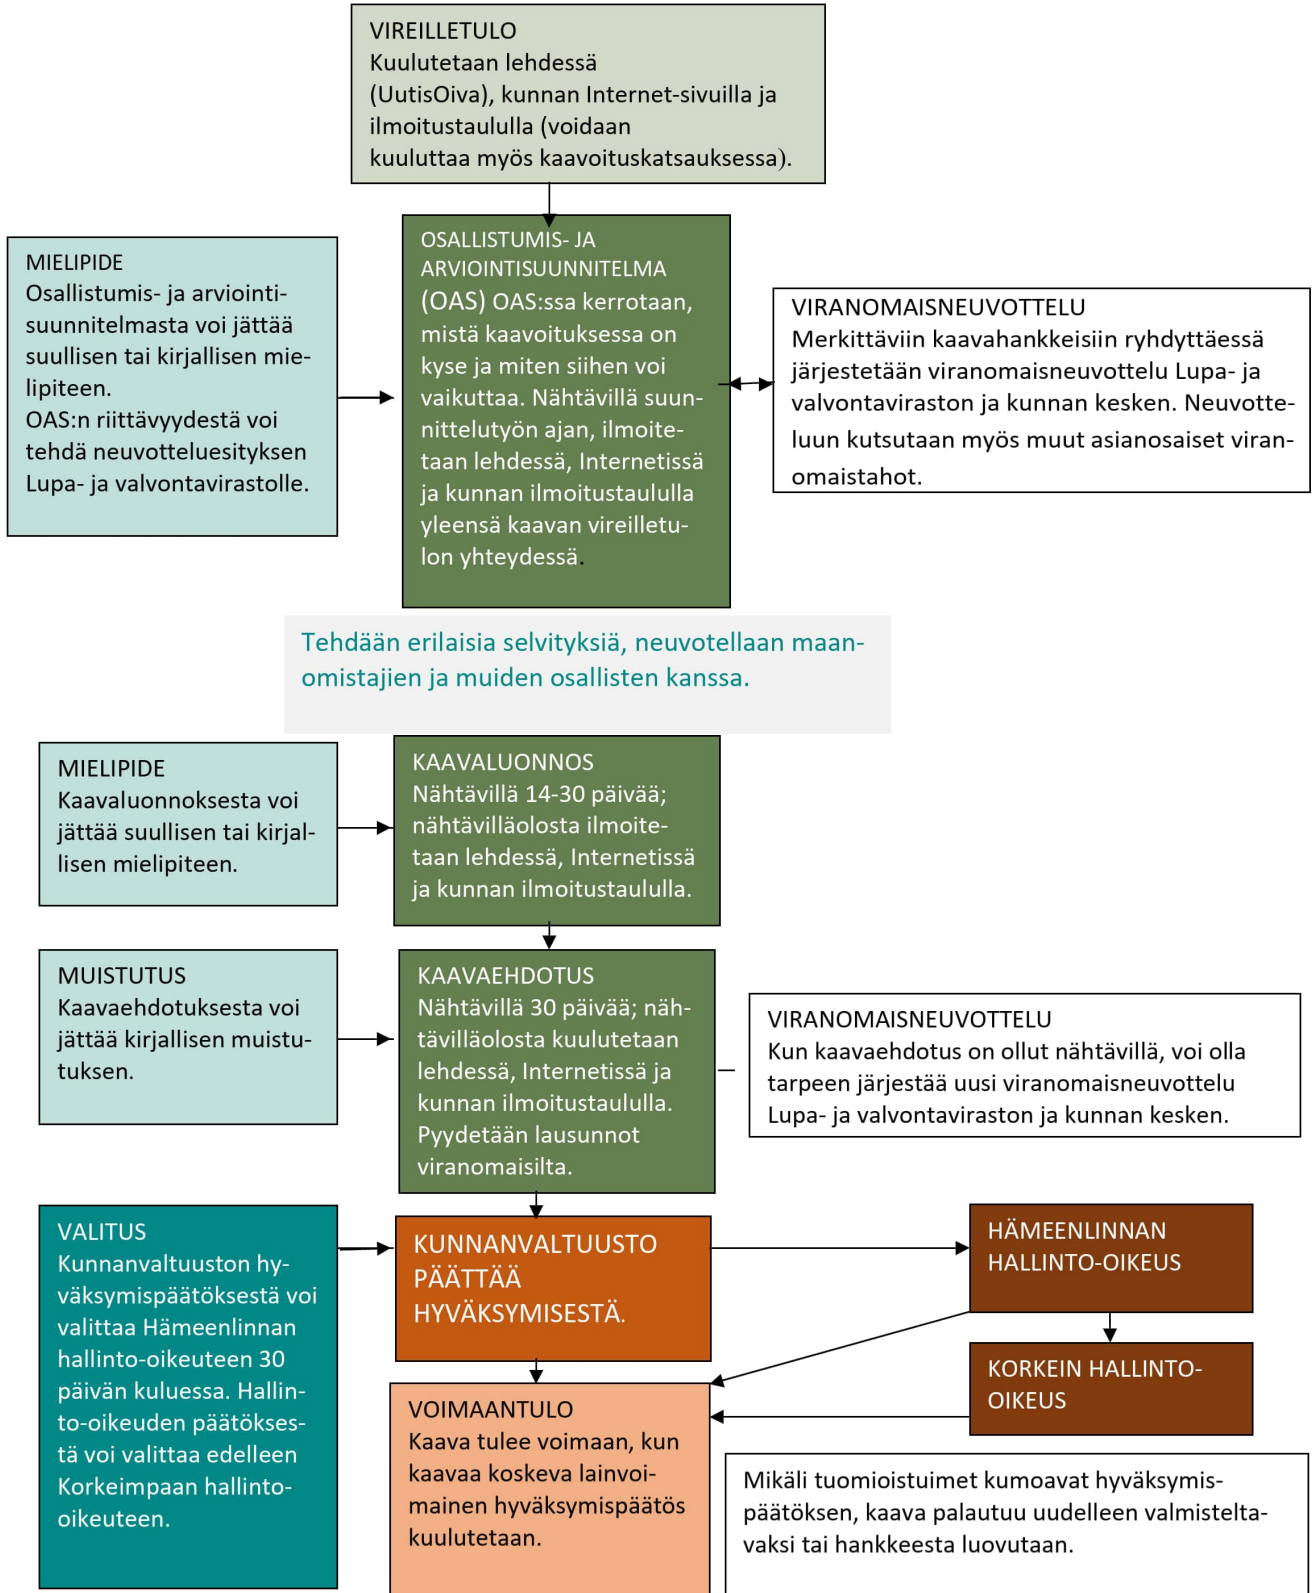 VIREILLETULO
Kuulutetaan lehdessä
(UutisOiva), kunnan Internet-sivuilla ja
ilmoitustaululla (voidaan
kuuluttaa myös kaavoituskatsauksessa).
MIELIPIDE
Osallistumis- ja arviointi-
suunnitelmasta voi jättää
suullisen tai kirjallisen mie-
lipiteen.
OAS:n riittävyydestä voi
tehdä neuvotteluesityksen
Lupa- ja valvontavirastolle.
OSALLISTUMIS- JA
ARVIOINTISUUNNITELMA
(OAS) OAS:ssa kerrotaan,
mistä kaavoituksessa on
kyse ja miten siihen voi
vaikuttaa. Nähtävillä suun-
nittelutyön ajan, ilmoite-
taan lehdessä, Internetissä
ja kunnan ilmoitustaululla
yleensä kaavan vireilletu-
lon yhteydessä.
VIRANOMAISNEUVOTTELU
Merkittäviin kaavahankkeisiin ryhdyttäessä
järjestetään viranomaisneuvottelu Lupa- ja
valvontaviraston ja kunnan kesken. Neuvotte-
luun kutsutaan myös muut asianosaiset viran-
omaistahot.
Tehdään erilaisia selvityksiä, neuvotellaan maan-
omistajien ja muiden osallisten kanssa.
MIELIPIDE
Kaavaluonnoksesta voi
jättää suullisen tai kirjal-
lisen mielipiteen.
KAAVALUONNOS
Nähtävillä 14-30 päivää;
nähtävilläolosta ilmoite-
taan lehdessä, Internetissä
ja kunnan ilmoitustaululla.
MUISTUTUS
Kaavaehdotuksesta voi
jättää kirjallisen muistu-
tuksen.
KAAVAEHDOTUS
Nähtävillä 30 päivää; näh-
tävilläolosta kuulutetaan
lehdessä, Internetissä ja
kunnan ilmoitustaululla.
Pyydetään lausunnot
viranomaisilta.
VIRANOMAISNEUVOTTELU
Kun kaavaehdotus on ollut nähtävillä, voi olla
tarpeen järjestää uusi viranomaisneuvottelu
Lupa- ja valvontaviraston ja kunnan kesken.
VALITUS
Kunnanvaltuuston hy-
väksymispäätöksestä voi
valittaa Hämeenlinnan
hallinto-oikeuteen 30
päivän kuluessa. Hallin-
to-oikeuden päätökses-
tä voi valittaa edelleen
Korkeimpaan hallinto-
oikeuteen.
KUNNANVALTUUSTO
PÄÄTTÄÄ
HYVÄKSYMISESTÄ.
HÄMEENLINNAN
HALLINTO-OIKEUS
KORKEIN HALLINTO-
OIKEUS
VOIMAANTULO
Kaava tulee voimaan, kun
kaavaa koskeva lainvoi-
mainen hyväksymispäätös
kuulutetaan.
Mikäli tuomioistuimet kumoavat hyväksymis-
päätöksen, kaava palautuu uudelleen valmistelta-
vaksi tai hankkeesta luovutaan.